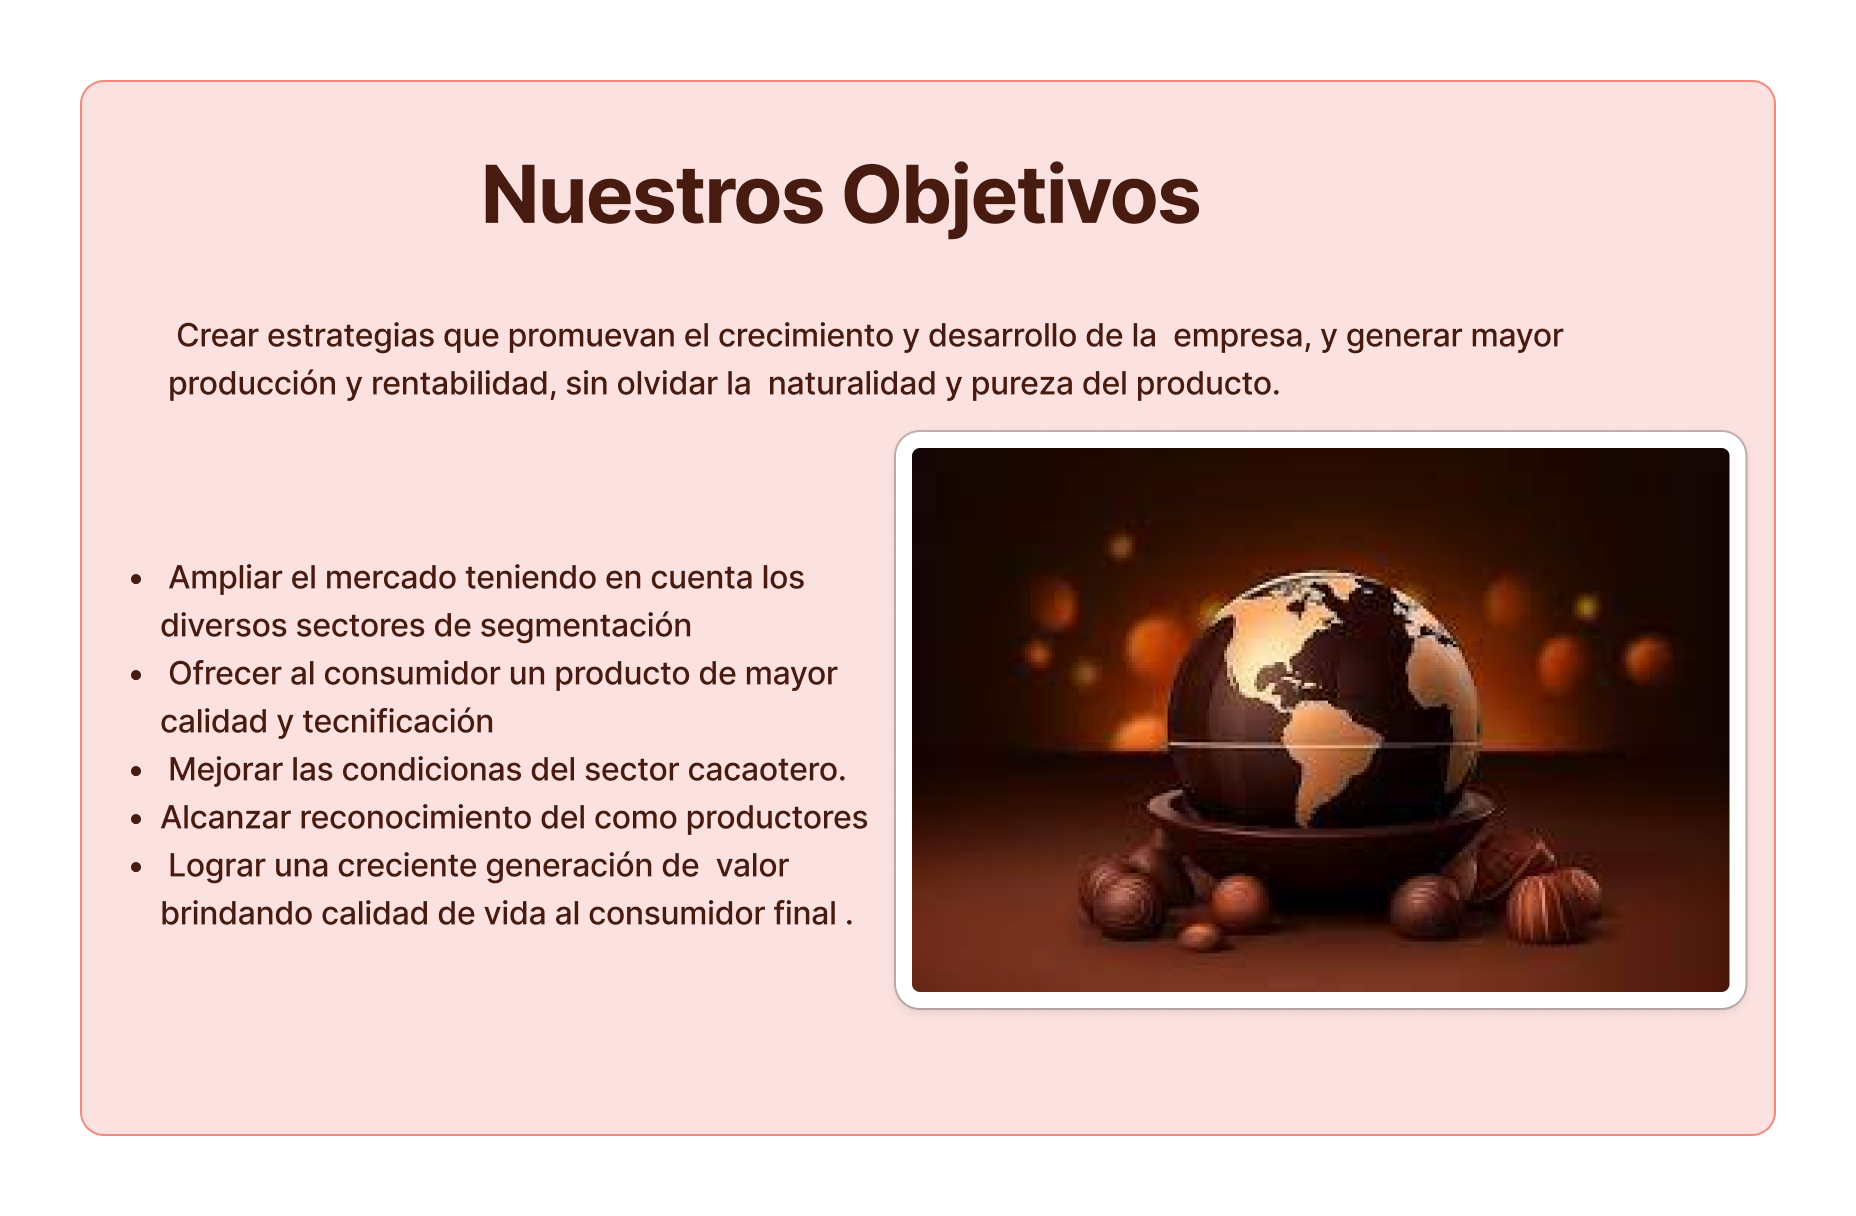 Nuestros Objetivos
Crear estrategias que promuevan el crecimiento y desarrollo de la  empresa, y generar mayor
producción y rentabilidad, sin olvidar la  naturalidad y pureza del producto.
• Ampliar el mercado teniendo en cuenta los
diversos sectores de segmentación
• Ofrecer al consumidor un producto de mayor
calidad y tecnificación
• Mejorar las condicionas del sector cacaotero.
• Alcanzar reconocimiento del como productores
• Lograr una creciente generación de  valor
brindando calidad de vida al consumidor final .